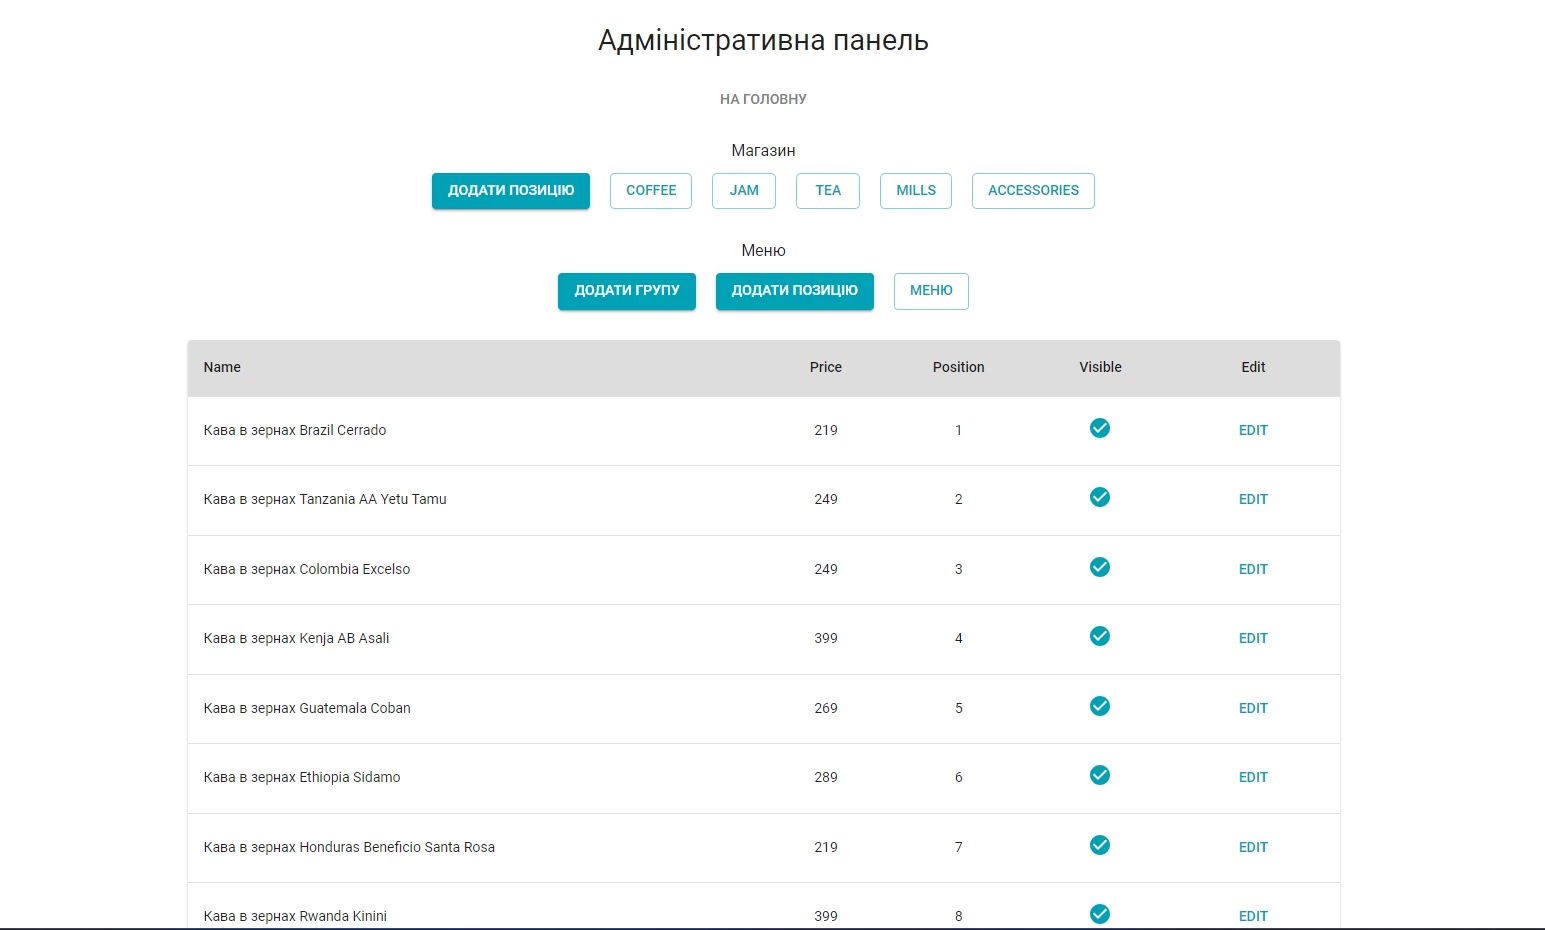 Адміністративна панель
НА ГОЛОВНУ
Магазин
ДОДАТИ ПОЗИЦІЮ COFFEE JAM TEA MILLS ACCESSORIES
Меню
ДОДАТИ ГРУПУ ДОДАТИ ПОЗИЦІЮ МЕНЮ
Name Price Position Visible Edit
Кава в зернах Brazil Cerrado 219 1 EDIT
Кава в зернах Tanzania AA Yetu Tamu 249 2 EDIT
Кава в зернах Colombia Excelso 249 3 EDIT
Кава в зернах Kenja AB Asali 399 4 EDIT
Кава в зернах Guatemala Coban 269 5 EDIT
Кава в зернах Ethiopia Sidamo 289 6 EDIT
Кава в зернах Honduras Beneficio Santa Rosa 219 7 EDIT
Кава в зернах Rwanda Kinini 399 8 EDIT